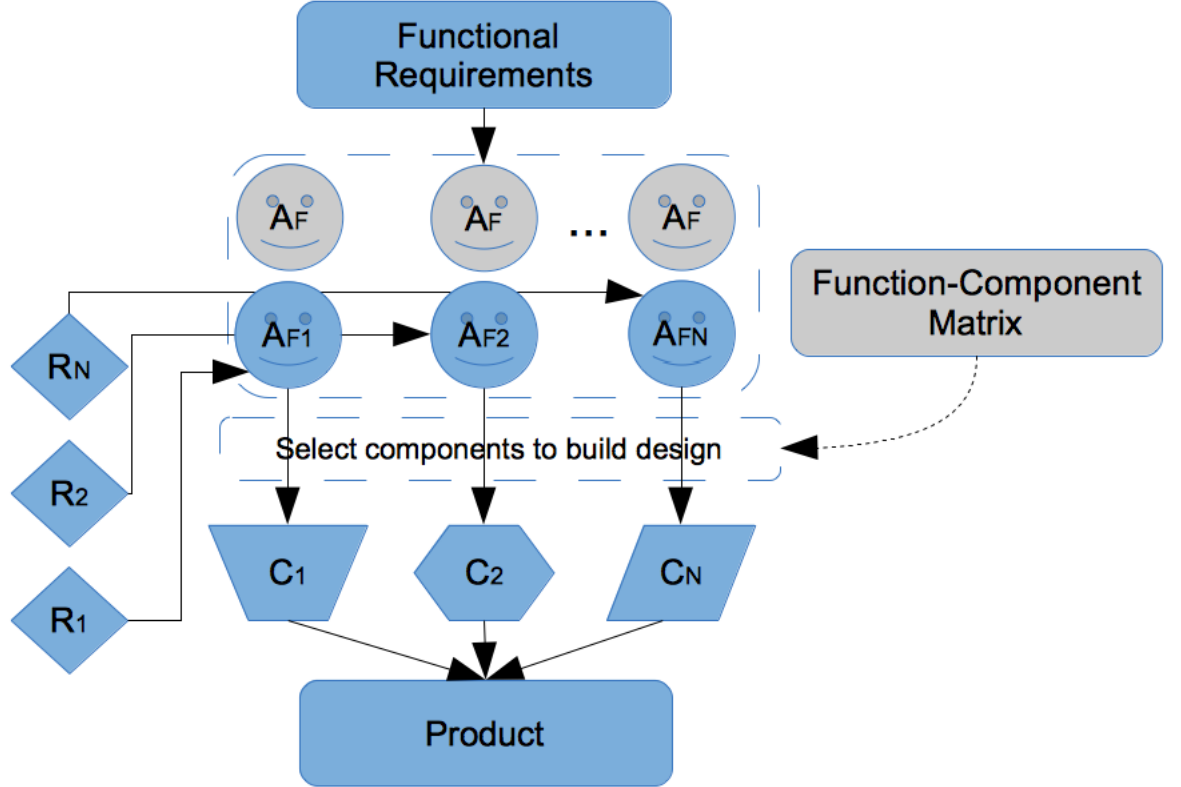 Functional
Requirements
AF
AF
...
AF
Function-Component
Matrix
AF1
AF2
AFN
RN
Select components to build design
R2
C1
C2
CN
R1
Product